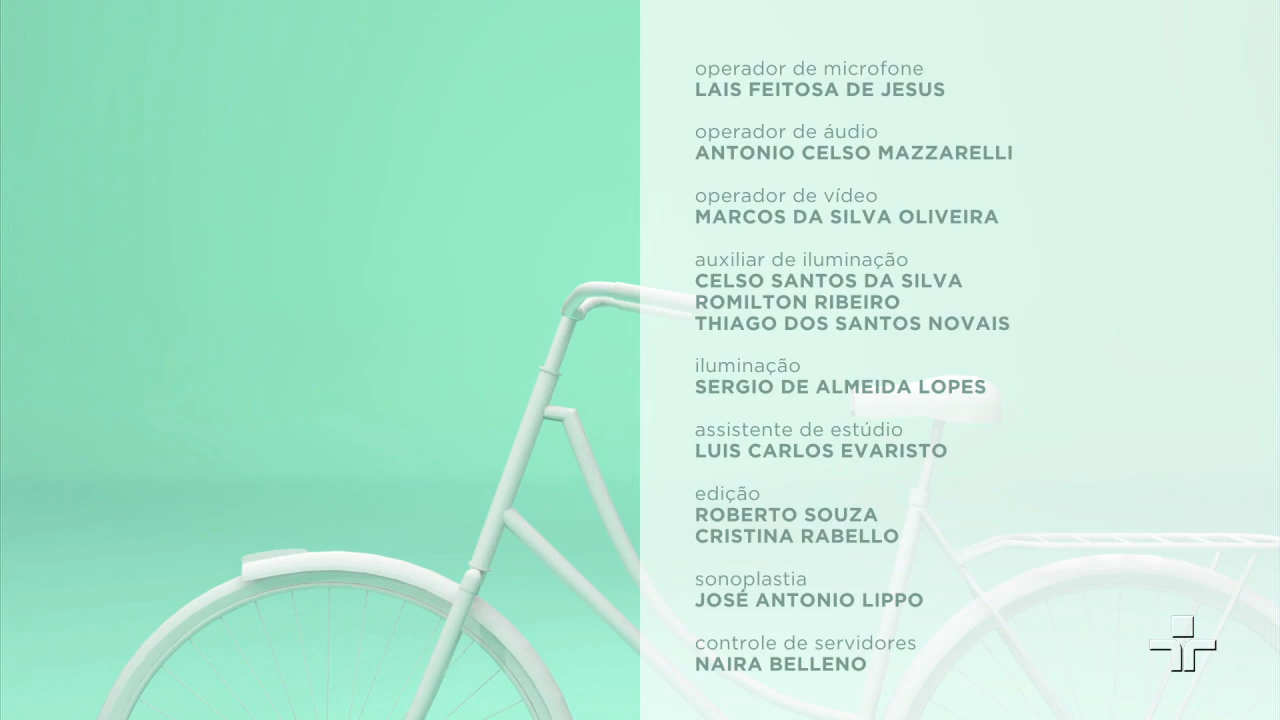 operador de microfone
LAIS FEITOSA DE JESUS
operador de áudio
ANTONIO CELSO MAZZARELLI
operador de vídeo
MARCOS DA SILVA OLIVEIRA
auxiliar de iluminação
CELSO SANTOS DA SILVA
ROMILTON RIBEIRO
THIAGO DOS SANTOS NOVAIS
iluminação
SERGIO DE ALMEIDA LOPES
assistente de estúdio
LUIS CARLOS EVARISTO
edição
ROBERTO SOUZA
CRISTINA RABELLO
sonoplastia
JOSÉ ANTONIO LIPPO
controle de servidores
NAIRA BELLENO